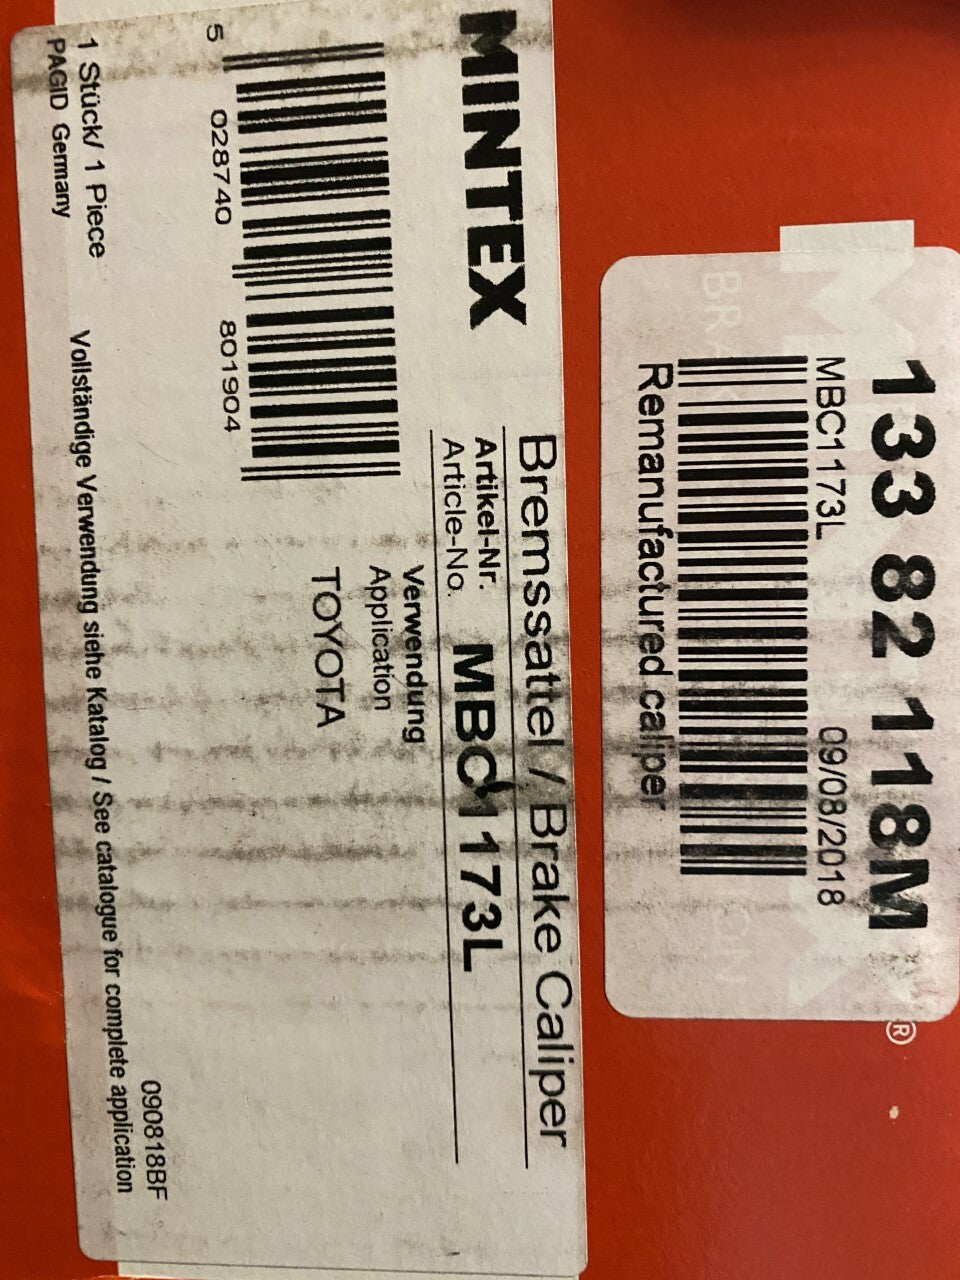 133 82 118M
MBC1173L 09/08/2018
Remanufactured caliper
®
MINTEX
Bremssattel / Brake Caliper
Artikel-Nr.
Article-No. MBC1173L
Verwendung
Application
TOYOTA
5 028740 801904
1 Stück/ 1 Piece
PAGID Germany
Vollständige Verwendung siehe Katalog / See catalogue for complete application
090818BF